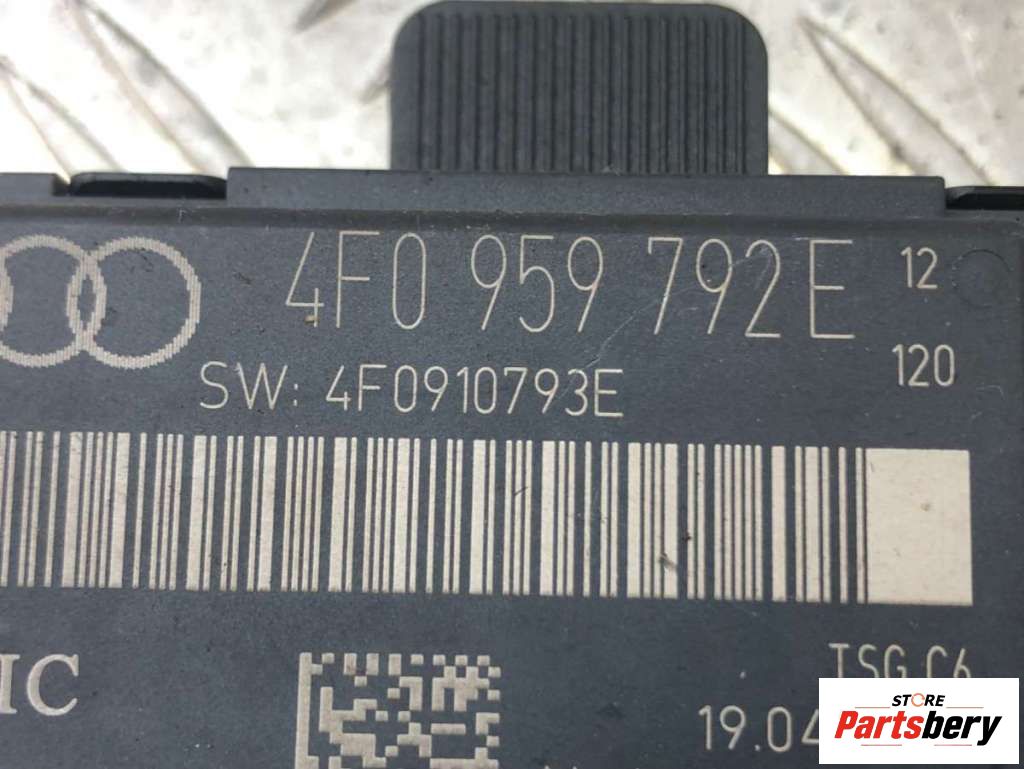 4F0 959 792E 12
120
SW: 4F0910793E
IC
TSG C6
19.04
STORE
Partsbery